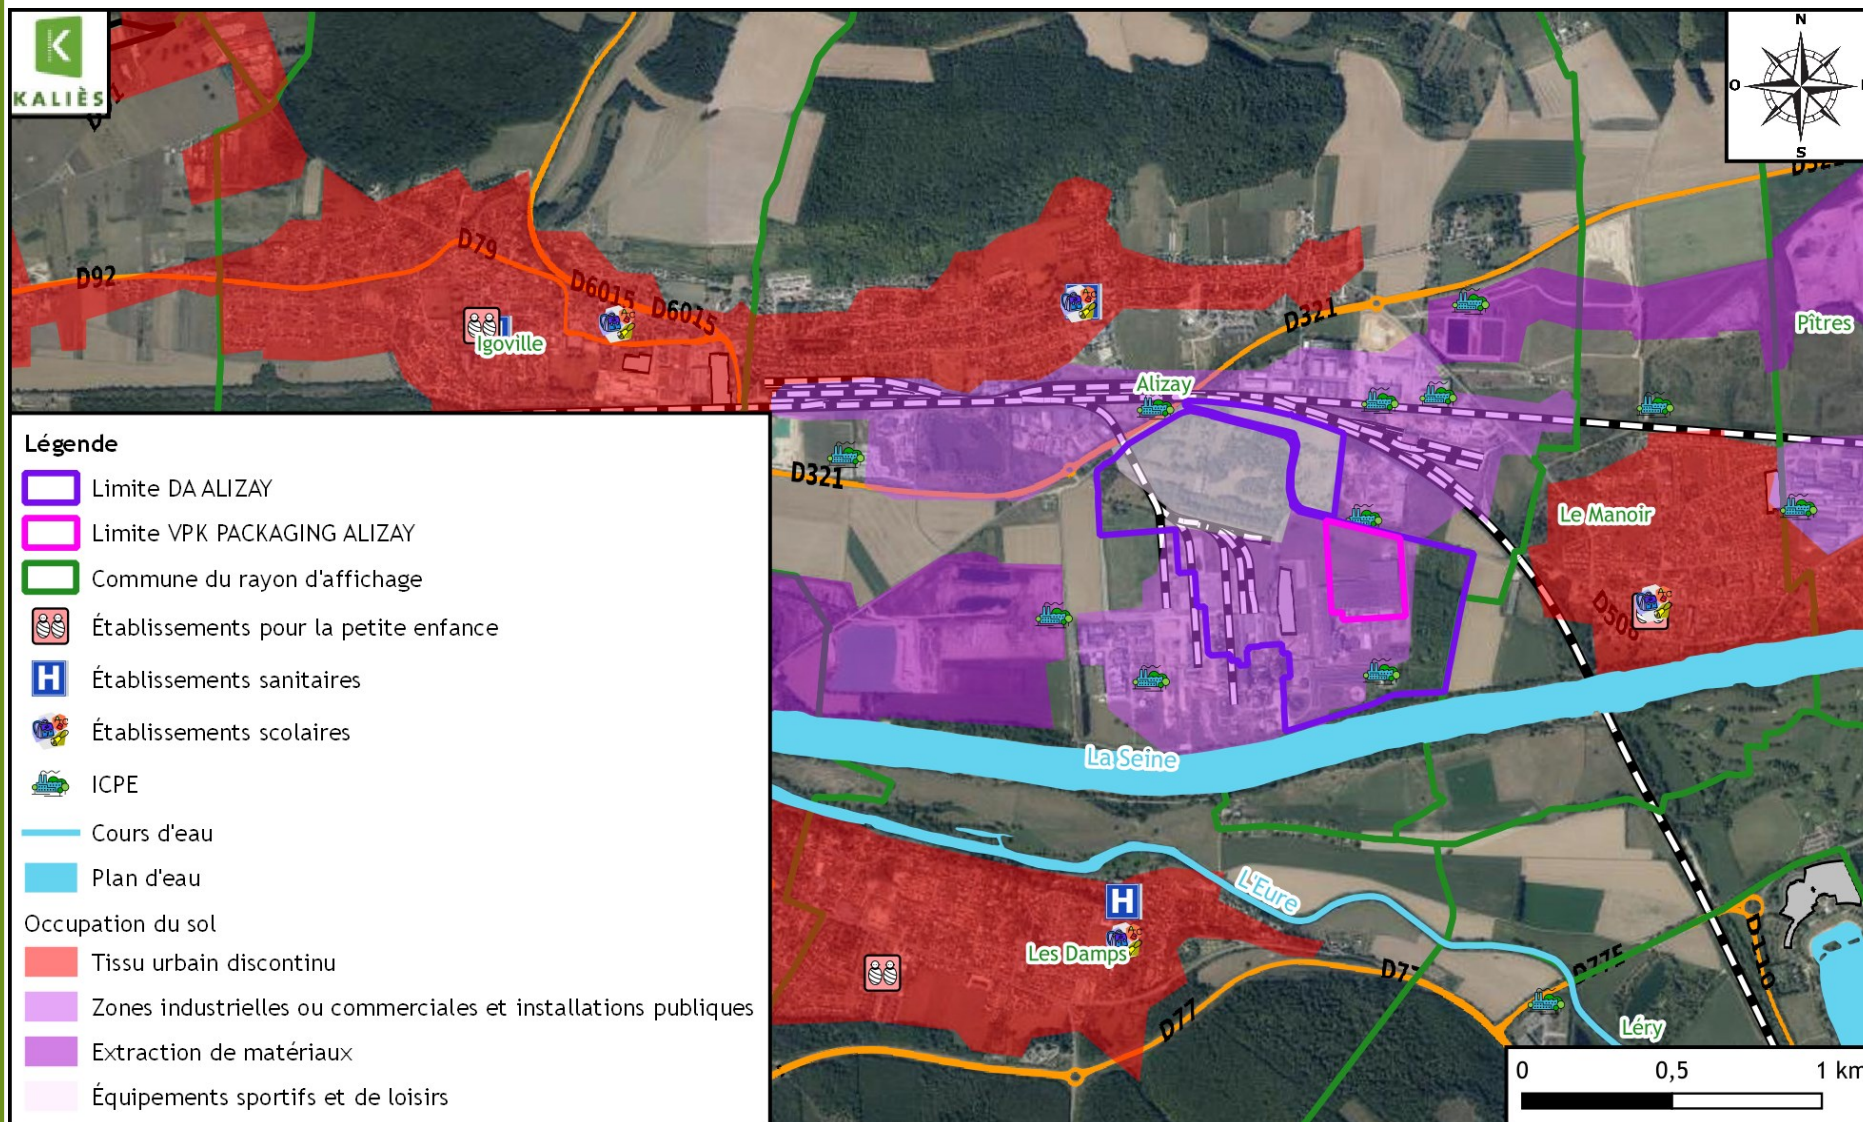 KALIÈS
N
O
S
D321
D92
D79
D6015
D6015
Igoville
D321
Pîtres
Alizay
D321
Le Manoir
La Seine
L'Eure
Les Damps
D77
D77E
D110
D77
Léry
Légende
Limite DA ALIZAY
Limite VPK PACKAGING ALIZAY
Commune du rayon d'affichage
Établissements pour la petite enfance
H Établissements sanitaires
Établissements scolaires
ICPE
Cours d'eau
Plan d'eau
Occupation du sol
Tissu urbain discontinu
Zones industrielles ou commerciales et installations publiques
Extraction de matériaux
Équipements sportifs et de loisirs
H
0 0,5 1 km